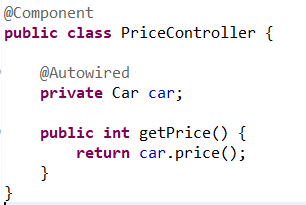 @Component
public class PriceController {
@Autowired
private Car car;
public int getPrice() {
return car.price();
}
}